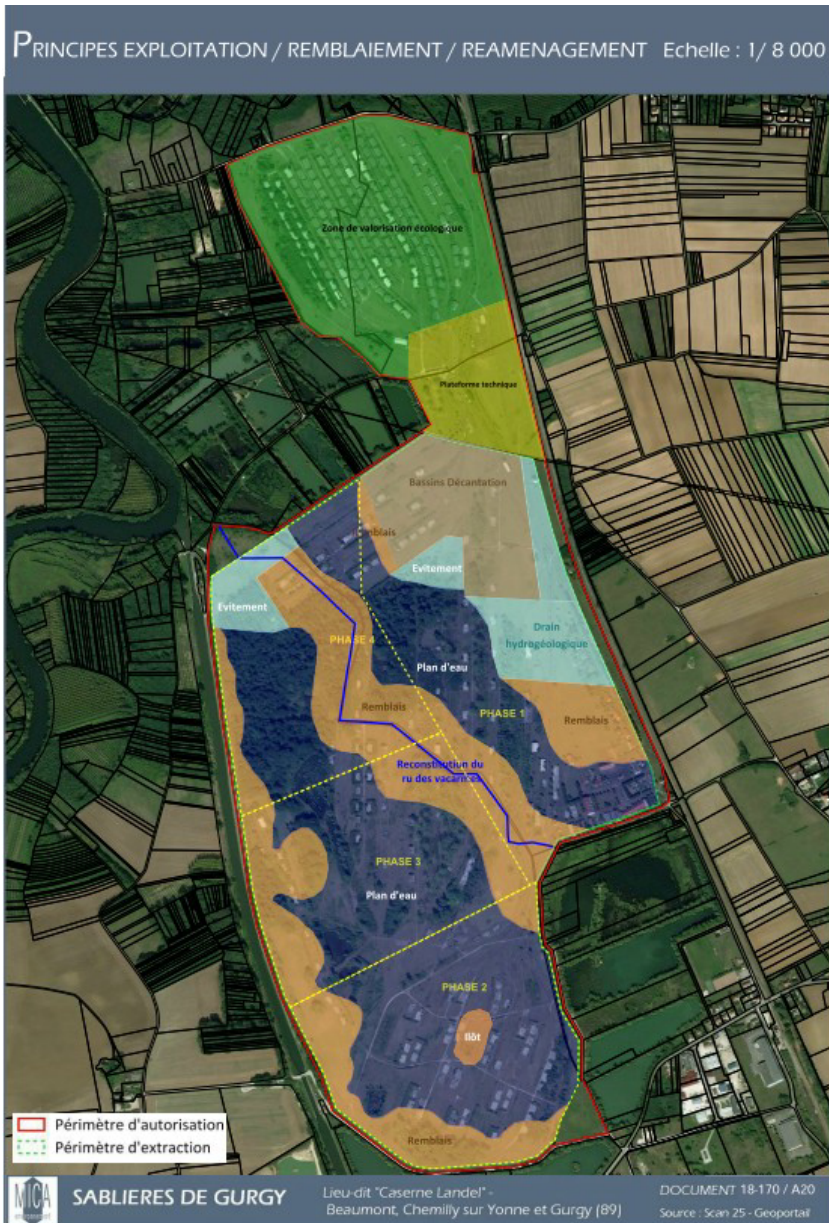 PRINCIPES EXPLOITATION / REMBLAIEMENT / REAMENAGEMENT Echelle : 1/ 8 000
Zone de valorisation écologique
Plateforme technique
Bassins Décantation
Remblais
Evitement
Evitement
Drain
hydrogéologique
PHASE 4
Plan d'eau
Remblais
PHASE 1
Remblais
Reconstitution du
ru des vacarnes
PHASE 3
Plan d'eau
PHASE 2
Ilôt
Remblais
Périmètre d'autorisation
Périmètre d'extraction
MICA
environnement
SABLIERES DE GURGY
Lieu-dit "Caserne Landel" -
Beaumont, Chemilly sur Yonne et Gurgy (89)
DOCUMENT 18-170 / A20
Source : Scan 25 - Geoportail